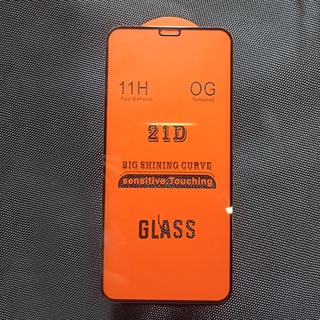 11H OG
Fast Exhaust Tempered
21D
BIG SHINING CURVE
sensitive Touching
GLASS